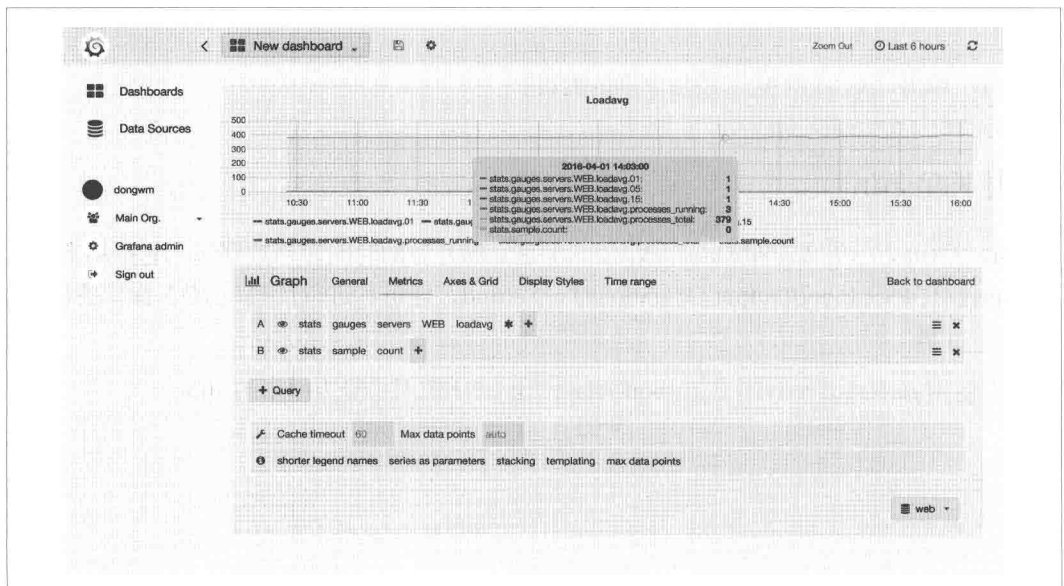 New dashboard
Zoom Out Last 6 hours
Dashboards
Data Sources
dongwm
Main Org.
Grafana admin
Sign out
Loadavg
500
400
300
200
100
0
2016-04-01 14:03:00
stats.gauges.servers.WEB.loadavg.01: 1
stats.gauges.servers.WEB.loadavg.05: 1
stats.gauges.servers.WEB.loadavg.15: 1
stats.gauges.servers.WEB.loadavg.processes_running: 3
stats.gauges.servers.WEB.loadavg.processes_total: 379
stats.sample.count: 0
10:30 11:00 11:30 14:30 15:00 15:30 16:00
stats.gauges.servers.WEB.loadavg.01
stats.gauges.servers.WEB.loadavg.processes_running
Graph General Metrics Axes & Grid Display Styles Time range Back to dashboard
A stats gauges servers WEB loadavg * +
B stats sample count +
+ Query
Cache timeout 60 Max data points auto
shorter legend names series as parameters stacking templating max data points
web